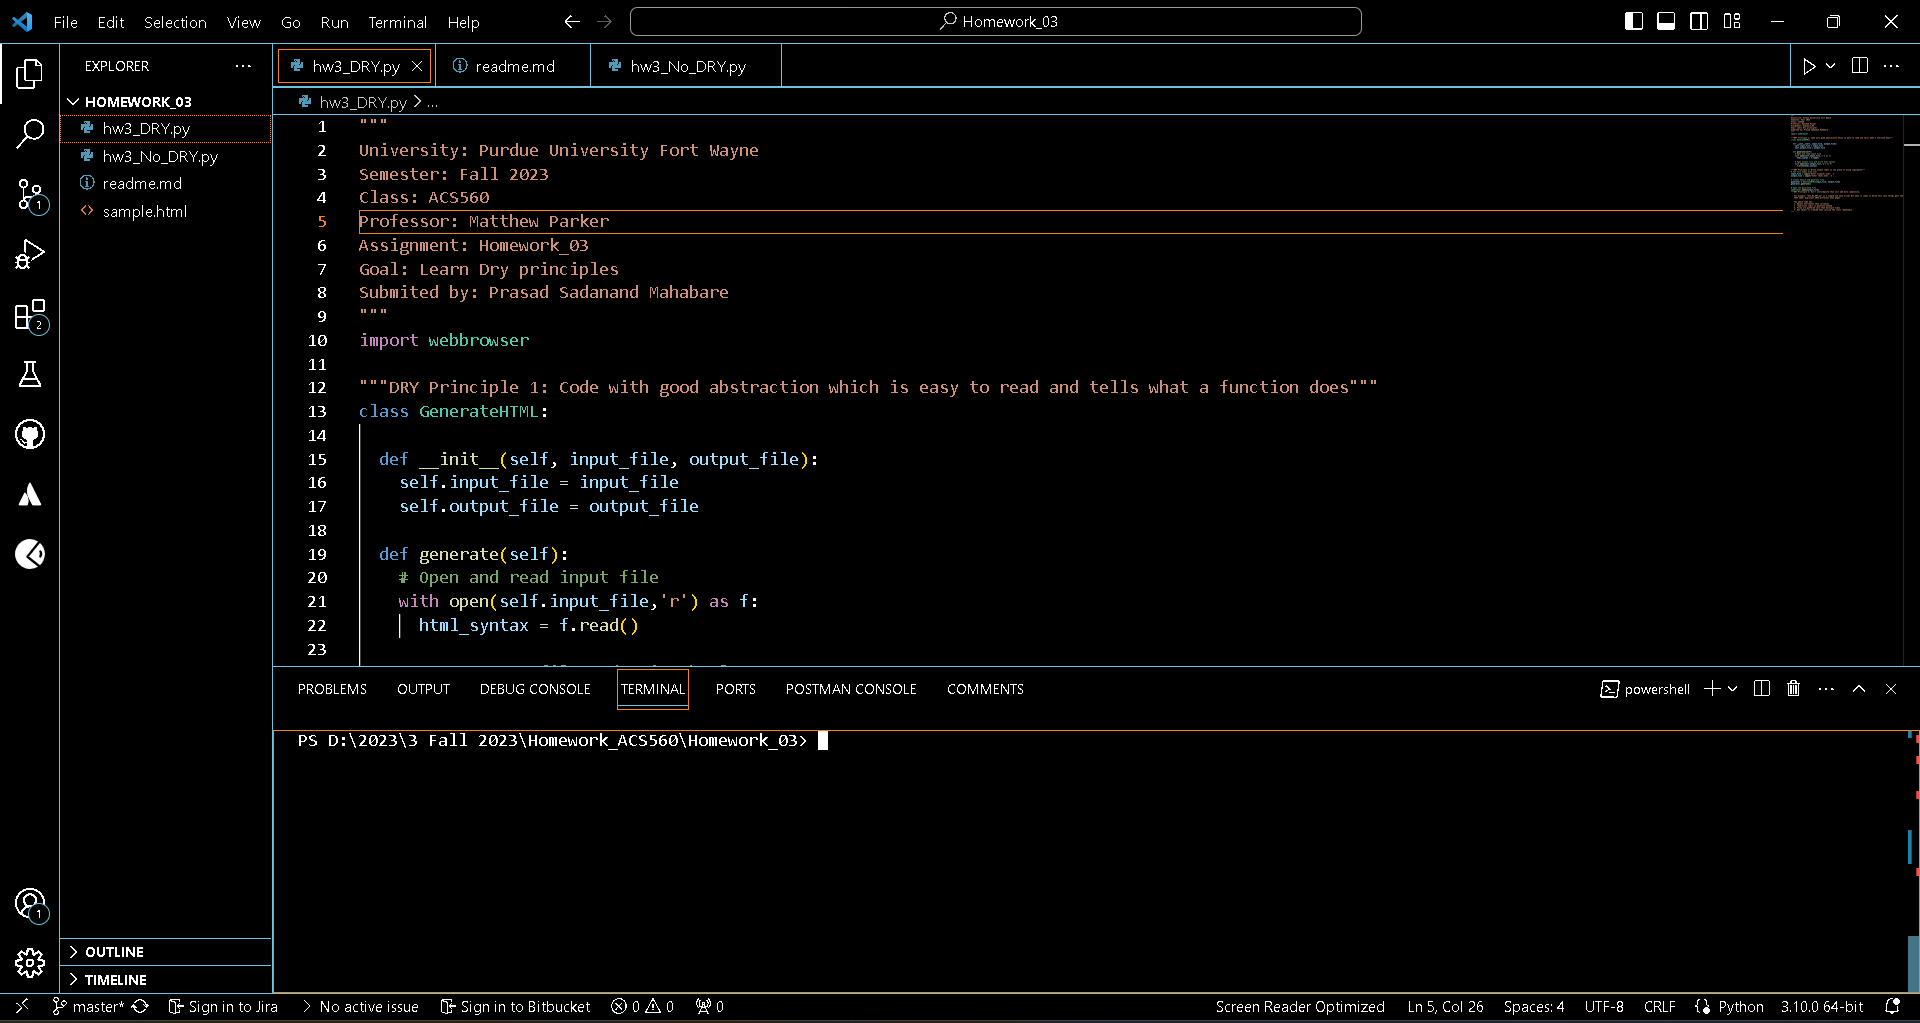 File Edit Selection View Go Run Terminal Help
Homework_03
EXPLORER
HOMEWORK_03
hw3_DRY.py
hw3_No_DRY.py
readme.md
sample.html
1
2
1
OUTLINE
TIMELINE
hw3_DRY.py readme.md hw3_No_DRY.py
hw3_DRY.py > ...
1 """
2 University: Purdue University Fort Wayne
3 Semester: Fall 2023
4 Class: ACS560
5 Professor: Matthew Parker
6 Assignment: Homework_03
7 Goal: Learn Dry principles
8 Submited by: Prasad Sadanand Mahabare
9 """
10 import webbrowser
11
12 """DRY Principle 1: Code with good abstraction which is easy to read and tells what a function does"""
13 class GenerateHTML:
14
15 def __init__(self, input_file, output_file):
16 self.input_file = input_file
17 self.output_file = output_file
18
19 def generate(self):
20 # Open and read input file
21 with open(self.input_file,'r') as f:
22 html_syntax = f.read()
23
PROBLEMS OUTPUT DEBUG CONSOLE TERMINAL PORTS POSTMAN CONSOLE COMMENTS
powershell
PS D:\2023\3 Fall 2023\Homework_ACS560\Homework_03>
master* Sign in to Jira No active issue Sign in to Bitbucket 0 0 0
Screen Reader Optimized Ln 5, Col 26 Spaces: 4 UTF-8 CRLF Python 3.10.0 64-bit